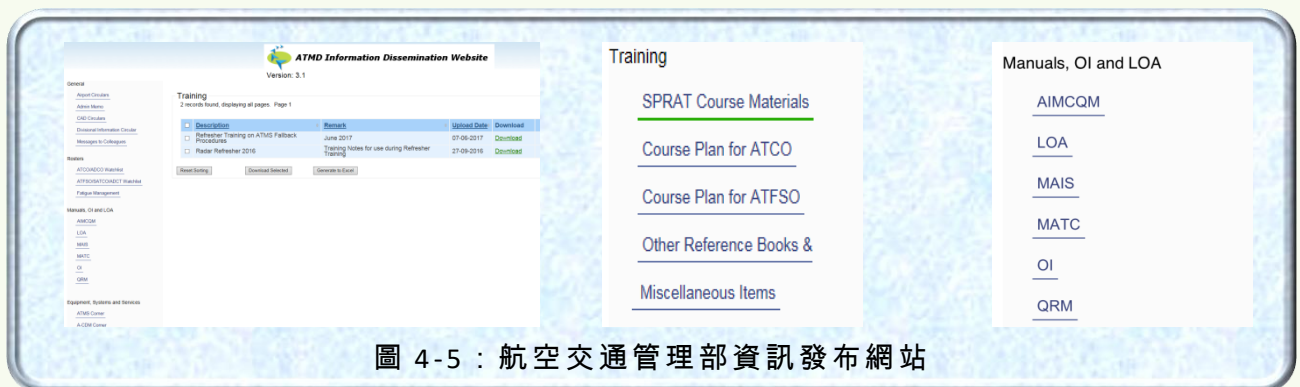 ATMD Information Dissemination Website
Version: 3.1
General
Airport Circulars
Admin Memo
CAD Circulars
Divisional Information Circular
Messages to Colleagues
Rosters
ATCO/ADCO Watchlist
ATFSO/SATCO/ADCT Watchlist
Fatigue Management
Manuals, OI and LOA
AIMCQM
LOA
MAIS
MATC
OI
QRM
Equipment, Systems and Services
ATMS Corner
A-CDM Corner
Training
2 records found, displaying all pages. Page 1
Description Remark Upload Date Download
Refresher Training on ATMS Fallback Procedures June 2017 07-06-2017 Download
Radar Refresher 2016 Training Notes for use during Refresher Training 27-09-2016 Download
Reset Sorting Download Selected Generate to Excel
Training
SPRAT Course Materials
Course Plan for ATCO
Course Plan for ATFSO
Other Reference Books &
Miscellaneous Items
Manuals, OI and LOA
AIMCQM
LOA
MAIS
MATC
OI
QRM
圖 4-5：航空交通管理部資訊發布網站